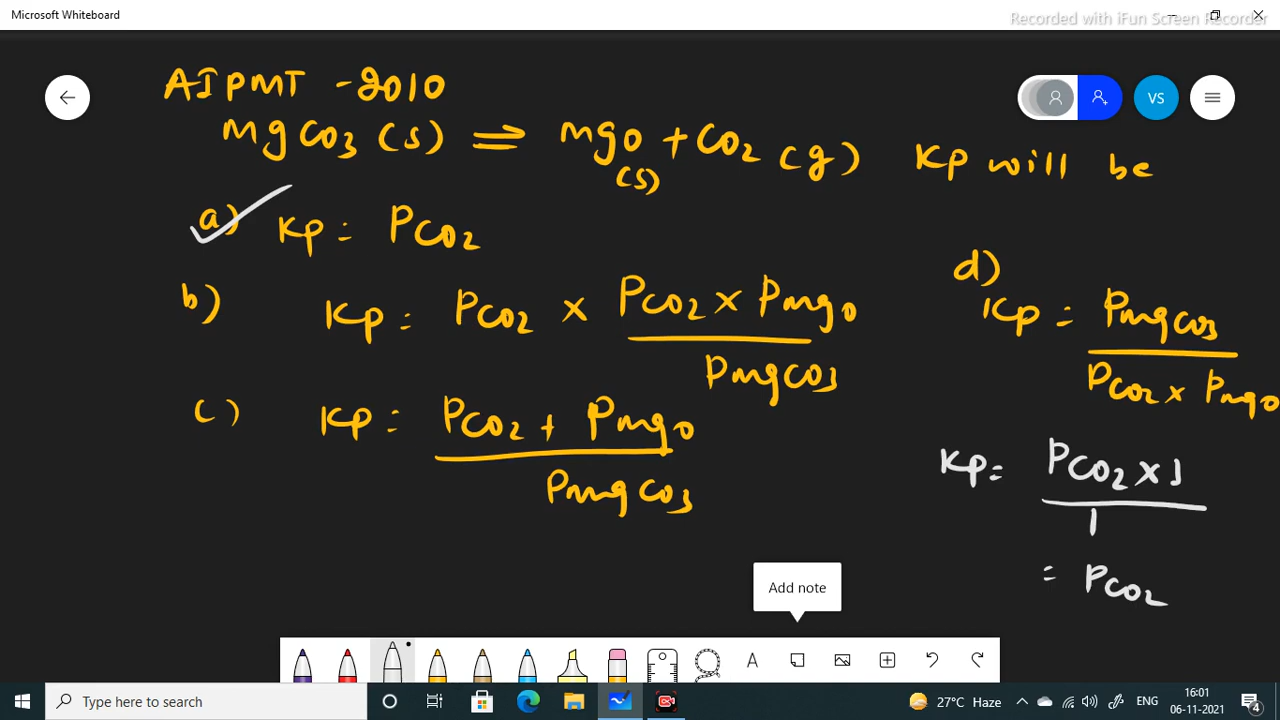 Microsoft Whiteboard
Recorded with iFun Screen Recorder
AIPMT -2010
MgCO3 (s) ⇌ MgO (s) + CO2 (g) Kp will be
VS
a) Kp = PCO2
b) Kp = PCO2 × PCO2 × PMgO / PMgCO3
c) Kp = PCO2 + PMgO / PMgCO3
d) Kp = PMgCO3 / PCO2 × PMgO
Kp = PCO2 × 1 / 1
= PCO2
Add note
A
Type here to search
27°C Haze
ENG
16:01
06-11-2021
4